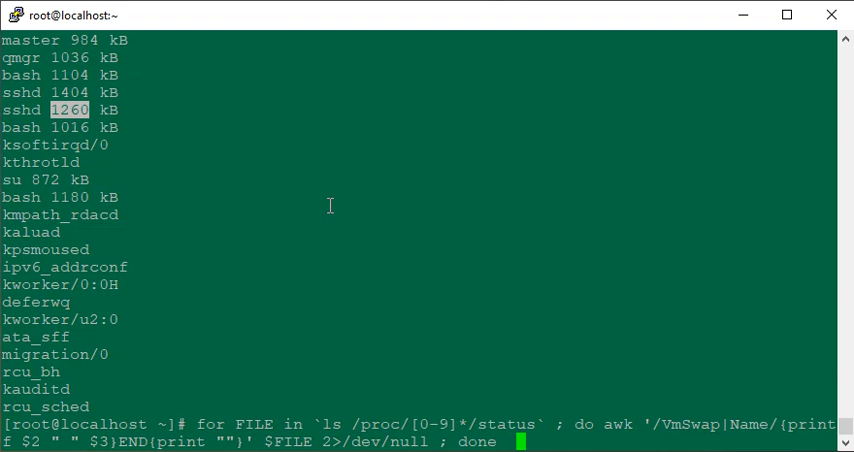 root@localhost:~
master 984 kB
qmgr 1036 kB
bash 1104 kB
sshd 1404 kB
sshd 1260 kB
bash 1016 kB
ksoftirqd/0
kthrotld
su 872 kB
bash 1180 kB
kmpath_rdacd
kaluad
kpsmoused
ipv6_addrconf
kworker/0:0H
deferwq
kworker/u2:0
ata_sff
migration/0
rcu_bh
kauditd
rcu_sched
[root@localhost ~]# for FILE in `ls /proc/[0-9]*/status` ; do awk '/VmSwap|Name/{print
f $2 " " $3}END{print ""}' $FILE 2>/dev/null ; done